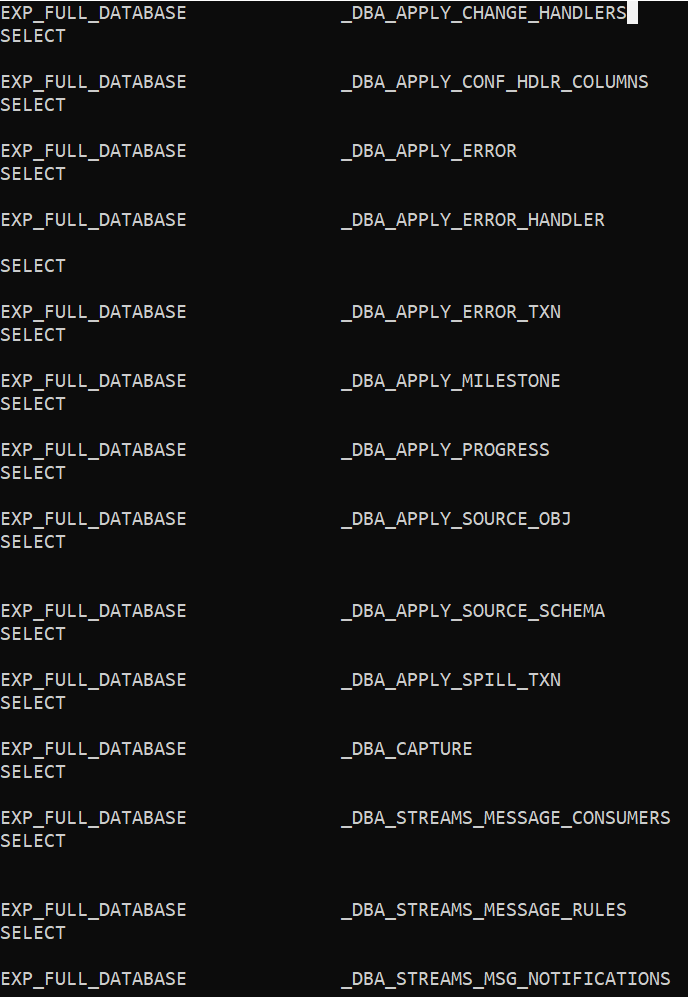 EXP_FULL_DATABASE _DBA_APPLY_CHANGE_HANDLERS
SELECT
EXP_FULL_DATABASE _DBA_APPLY_CONF_HDLR_COLUMNS
SELECT
EXP_FULL_DATABASE _DBA_APPLY_ERROR
SELECT
EXP_FULL_DATABASE _DBA_APPLY_ERROR_HANDLER
SELECT
EXP_FULL_DATABASE _DBA_APPLY_ERROR_TXN
SELECT
EXP_FULL_DATABASE _DBA_APPLY_MILESTONE
SELECT
EXP_FULL_DATABASE _DBA_APPLY_PROGRESS
SELECT
EXP_FULL_DATABASE _DBA_APPLY_SOURCE_OBJ
SELECT
EXP_FULL_DATABASE _DBA_APPLY_SOURCE_SCHEMA
SELECT
EXP_FULL_DATABASE _DBA_APPLY_SPILL_TXN
SELECT
EXP_FULL_DATABASE _DBA_CAPTURE
SELECT
EXP_FULL_DATABASE _DBA_STREAMS_MESSAGE_CONSUMERS
SELECT
EXP_FULL_DATABASE _DBA_STREAMS_MESSAGE_RULES
SELECT
EXP_FULL_DATABASE _DBA_STREAMS_MSG_NOTIFICATIONS